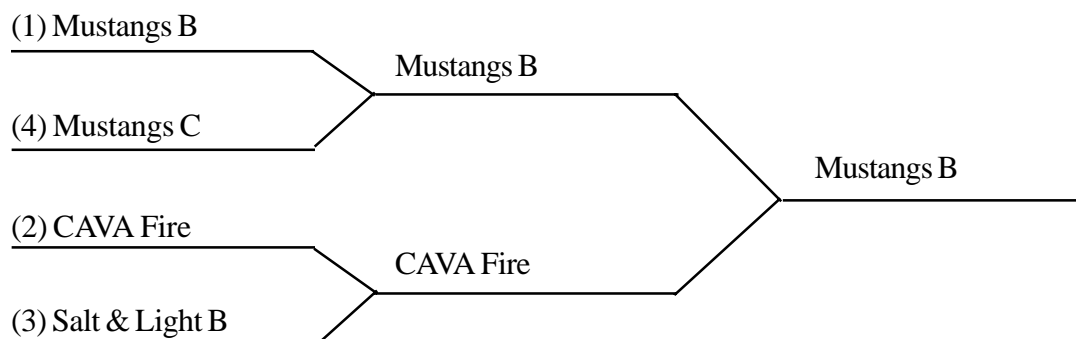 (1) Mustangs B
Mustangs B
(4) Mustangs C
Mustangs B
(2) CAVA Fire
CAVA Fire
(3) Salt & Light B